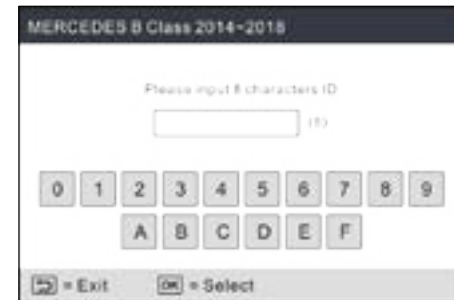 MERCEDES B Class 2014~2018
Please input 8 characters ID
(8)
0 1 2 3 4 5 6 7 8 9
A B C D E F
= Exit OK = Select